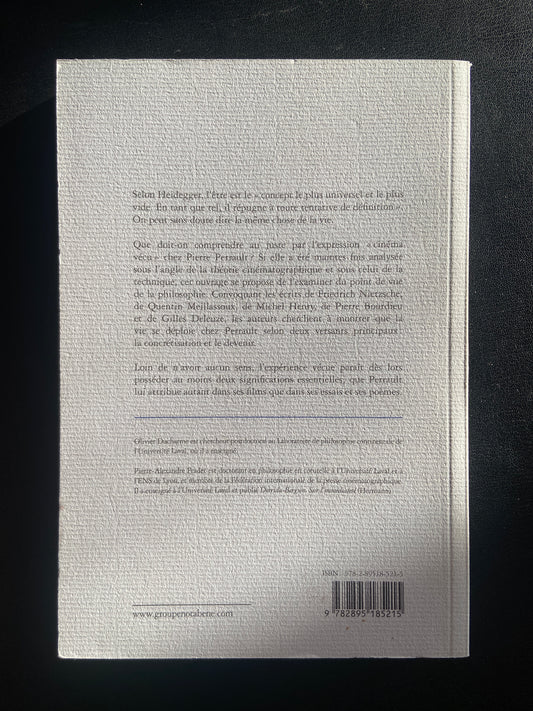 Selon Heidegger, l'être est le « concept le plus universel et le plus
vide. En tant que tel, il répugne à toute tentative de définition ».
On peut sans doute dire la même chose de la vie.
Que doit-on comprendre au juste par l'expression « cinéma
vécu » chez Pierre Perrault ? Si elle a été maintes fois analysée
sous l'angle de la théorie cinématographique et sous celui de la
technique, cet ouvrage se propose de l'examiner du point de vue
de la philosophie. Convoquant les écrits de Friedrich Nietzsche,
de Quentin Meillassoux, de Michel Henry, de Pierre Bourdieu
et de Gilles Deleuze, les auteurs cherchent à montrer que la
vie se déploie chez Perrault selon deux versants principaux :
la concrétisation et le devenir.
Loin de n'avoir aucun sens, l'expérience vécue paraît dès lors
posséder au moins deux significations essentielles, que Perrault
lui attribue autant dans ses films que dans ses essais et ses poèmes.
Olivier Ducharme est chercheur postdoctoral au Laboratoire de philosophie continentale de
l'Université Laval, où il a enseigné.
Pierre-Alexandre Fradet est doctorant en philosophie en cotutelle à l'Université Laval et à
l'ENS de Lyon, et membre de la Fédération internationale de la presse cinématographique.
Il a enseigné à l'Université Laval et publié Derrida-Bergson. Sur l'immédiateté (Hermann).
ISBN : 978-2-89518-521-5
9 782895 185215
www.groupenotabene.com